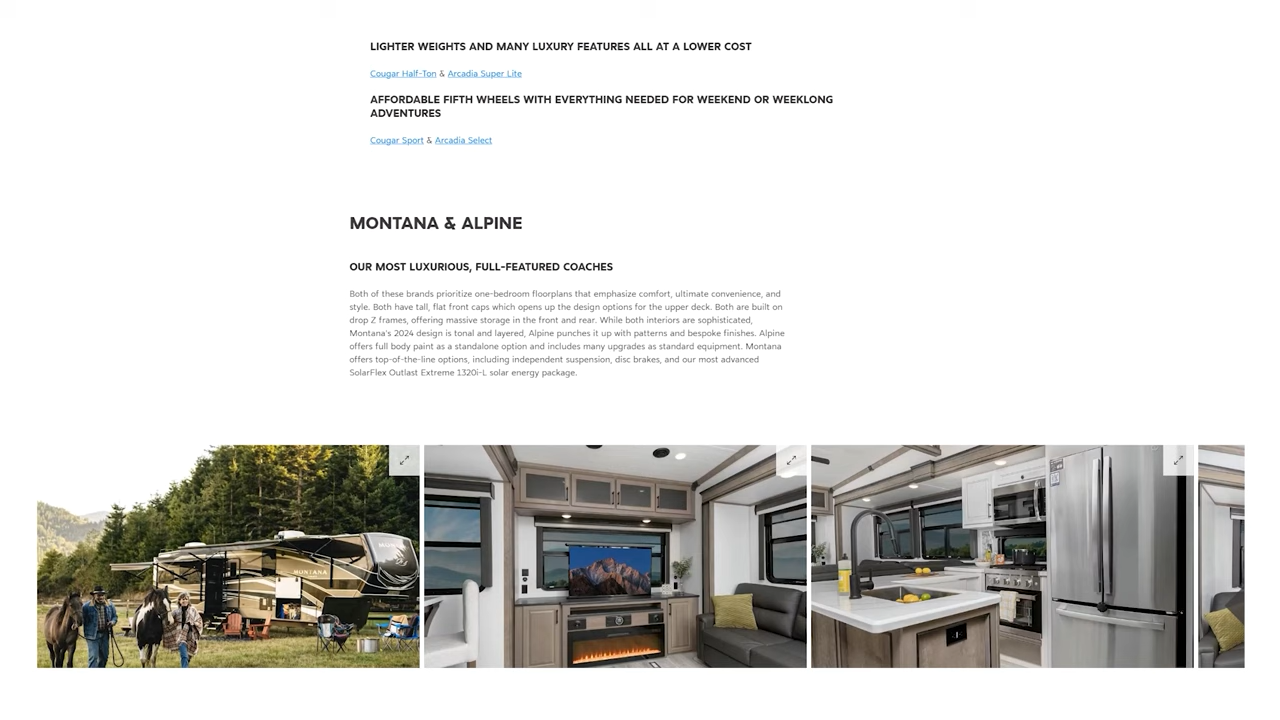 LIGHTER WEIGHTS AND MANY LUXURY FEATURES ALL AT A LOWER COST
Cougar Half-Ton & Arcadia Super Lite
AFFORDABLE FIFTH WHEELS WITH EVERYTHING NEEDED FOR WEEKEND OR WEEKLONG
ADVENTURES
Cougar Sport & Arcadia Select
MONTANA & ALPINE
OUR MOST LUXURIOUS, FULL-FEATURED COACHES
Both of these brands prioritize one-bedroom floorplans that emphasize comfort, ultimate convenience, and
style. Both have tall, flat front caps which opens up the design options for the upper deck. Both are built on
drop Z frames, offering massive storage in the front and rear. While both interiors are sophisticated,
Montana's 2024 design is tonal and layered, Alpine punches it up with patterns and bespoke finishes. Alpine
offers full body paint as a standalone option and includes many upgrades as standard equipment. Montana
offers top-of-the-line options, including independent suspension, disc brakes, and our most advanced
SolarFlex Outlast Extreme 1320i-L solar energy package.
MONTANA